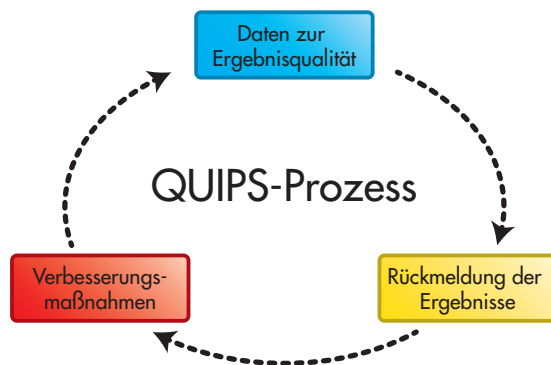 Daten zur
Ergebnisqualität
QUIPS-Prozess
Verbesserungs-
maßnahmen
Rückmeldung der
Ergebnisse